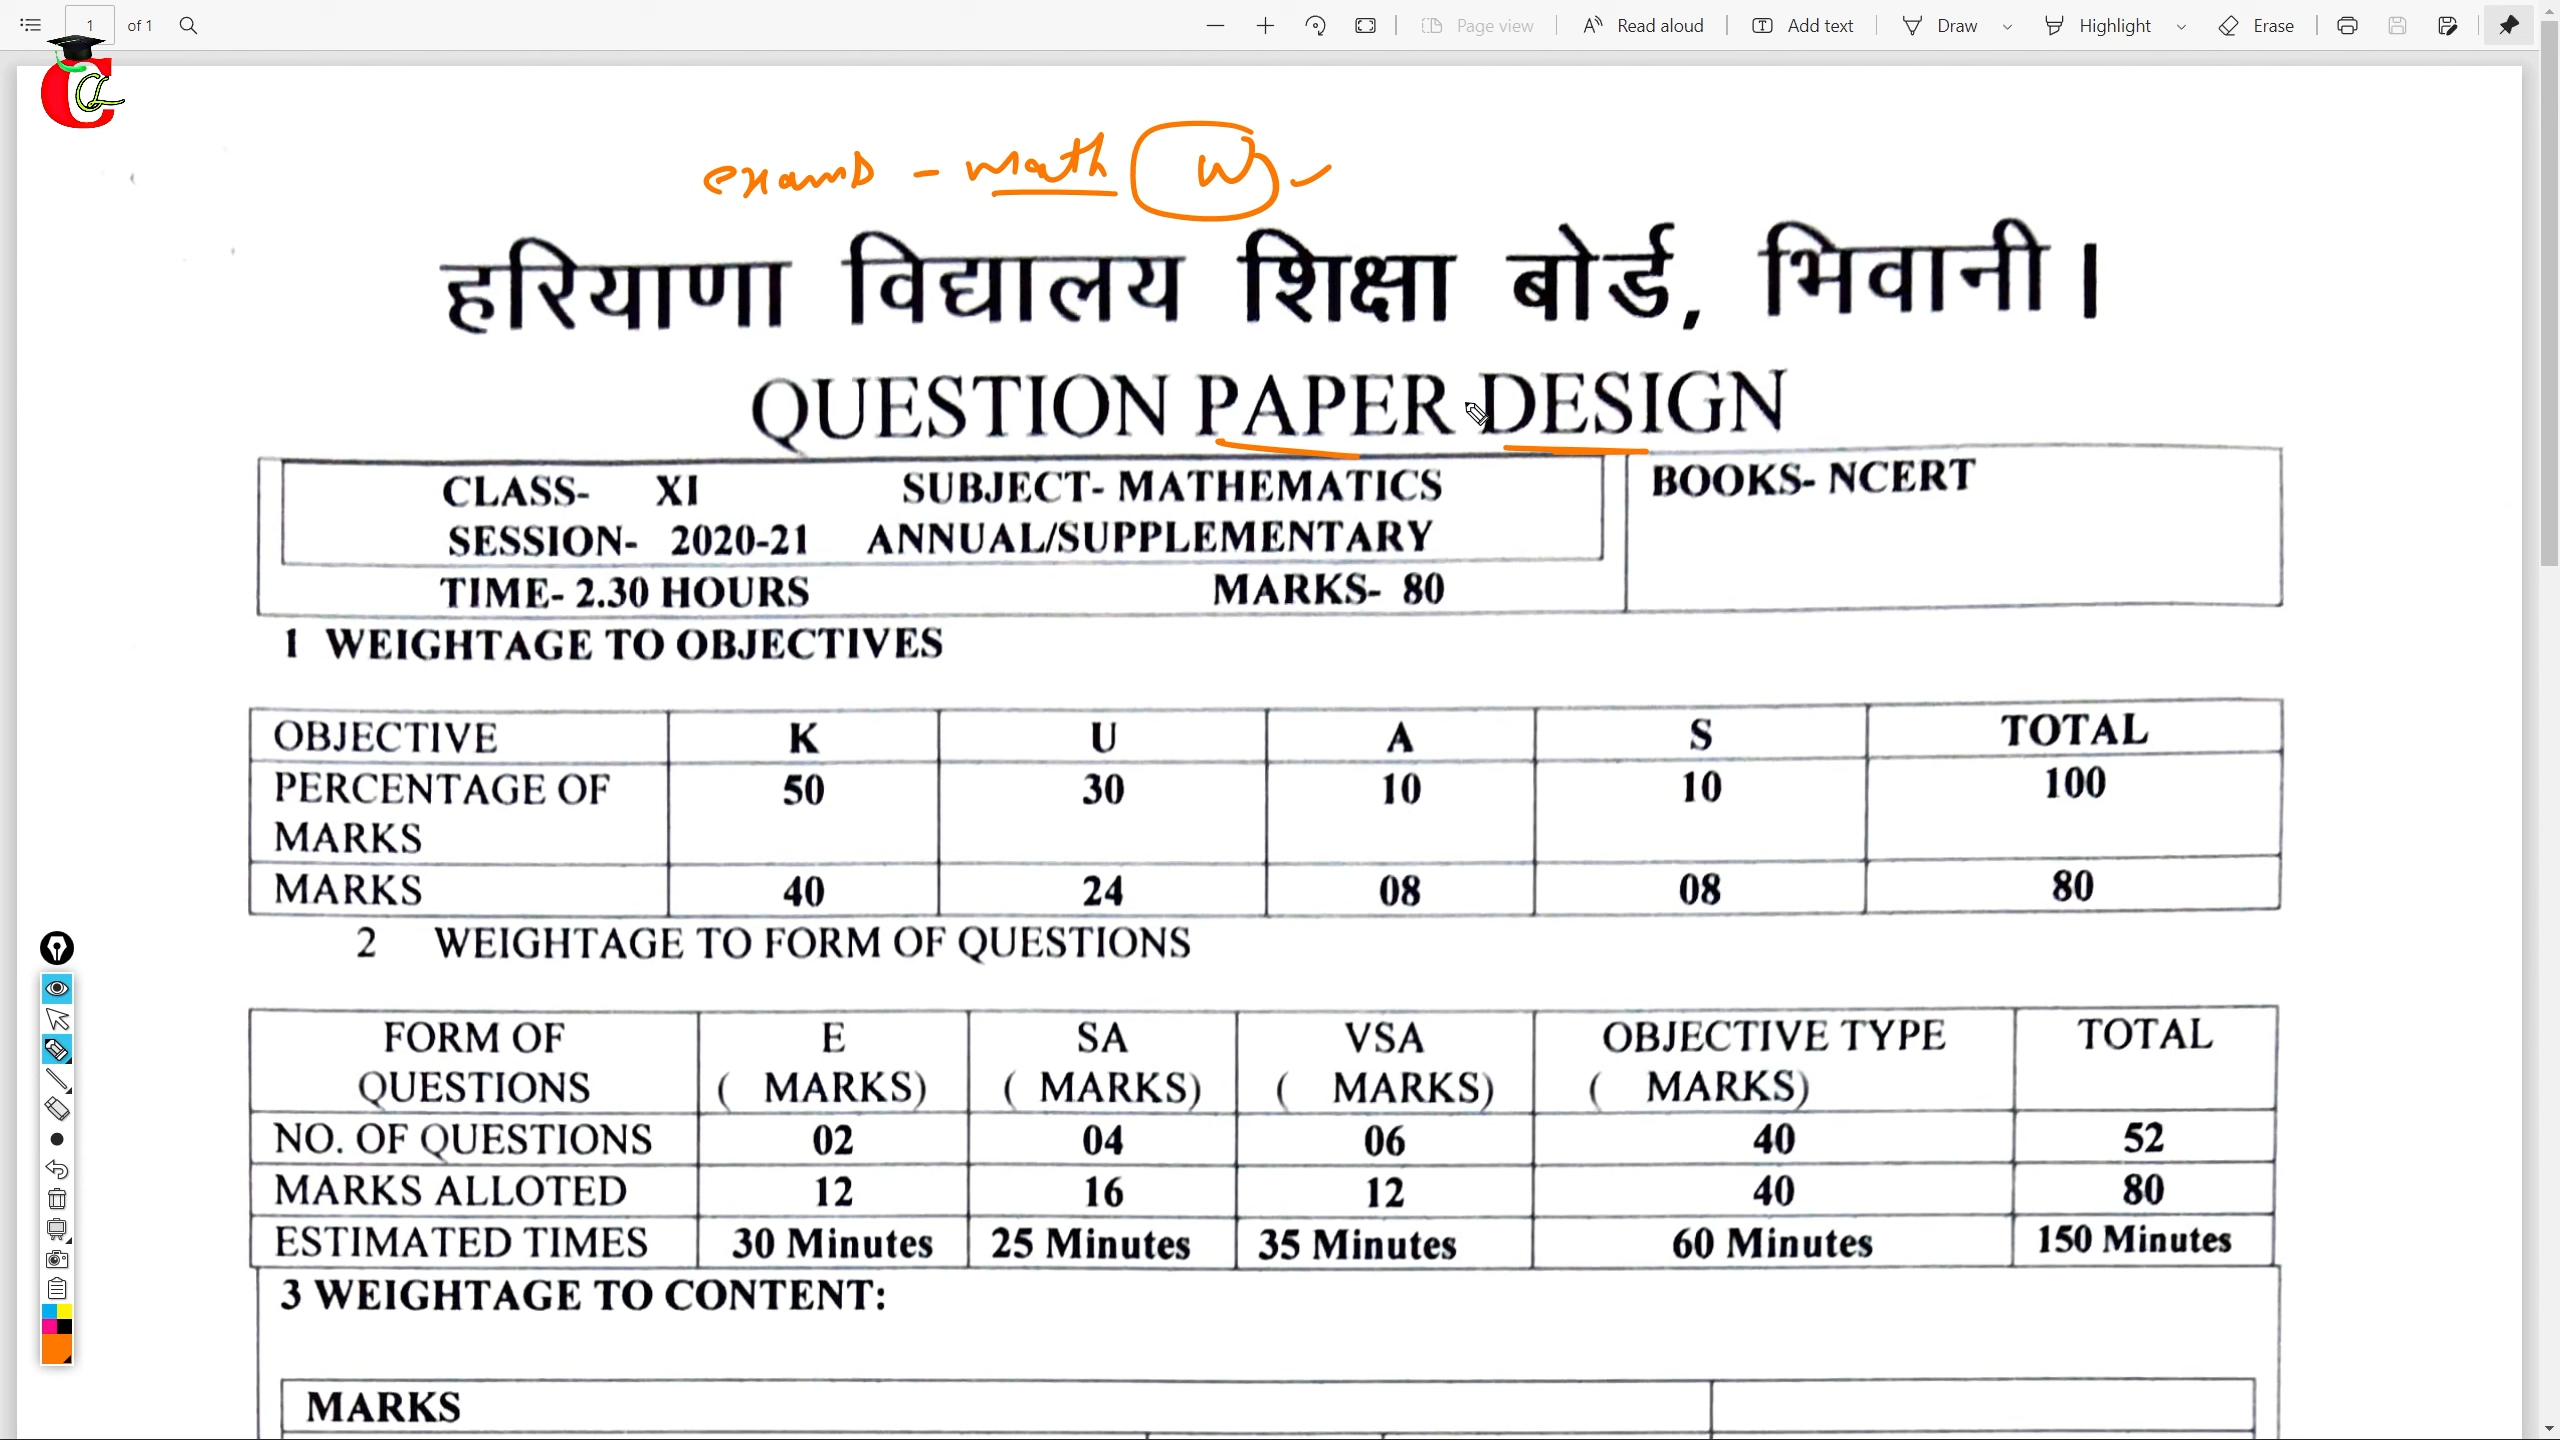 1 of 1 Page view Read aloud Add text Draw Highlight Erase
exams - math
हरियाणा विद्यालय शिक्षा बोर्ड, भिवानी।
QUESTION PAPER DESIGN
CLASS- XI SUBJECT- MATHEMATICS BOOKS- NCERT
SESSION- 2020-21 ANNUAL/SUPPLEMENTARY
TIME- 2.30 HOURS MARKS- 80
1 WEIGHTAGE TO OBJECTIVES
OBJECTIVE K U A S TOTAL
PERCENTAGE OF 50 30 10 10 100
MARKS
MARKS 40 24 08 08 80
2 WEIGHTAGE TO FORM OF QUESTIONS
FORM OF E SA VSA OBJECTIVE TYPE TOTAL
QUESTIONS ( MARKS) ( MARKS) ( MARKS) ( MARKS)
NO. OF QUESTIONS 02 04 06 40 52
MARKS ALLOTED 12 16 12 40 80
ESTIMATED TIMES 30 Minutes 25 Minutes 35 Minutes 60 Minutes 150 Minutes
3 WEIGHTAGE TO CONTENT:
MARKS